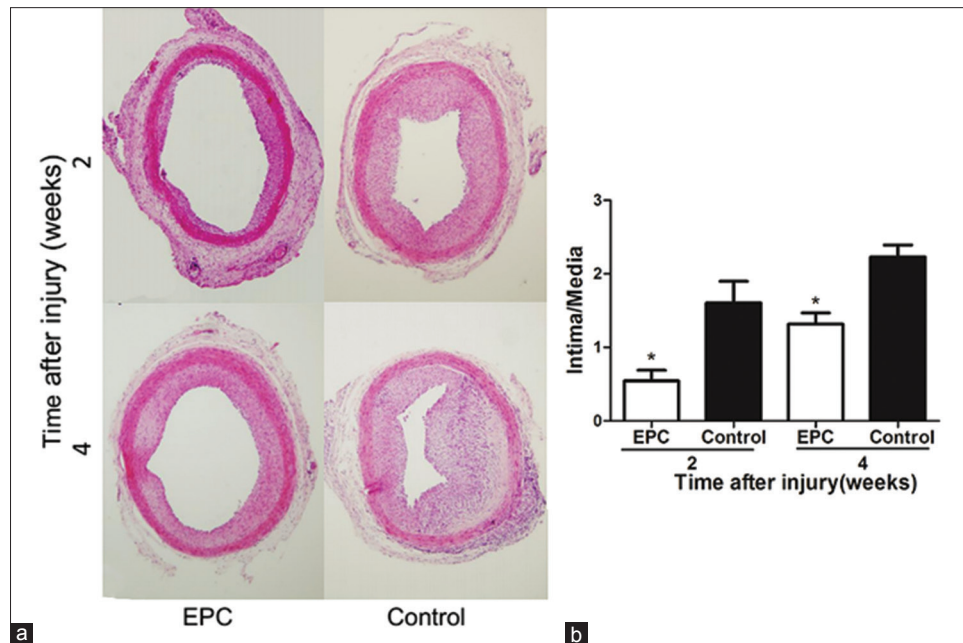 Time after injury (weeks)
2
4
EPC Control
a
Intima/Media
3
2
1
0
*
*
EPC Control EPC Control
2 4
Time after injury(weeks)
b